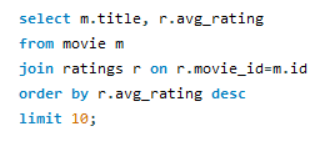 select m.title, r.avg_rating
from movie m
join ratings r on r.movie_id=m.id
order by r.avg_rating desc
limit 10;